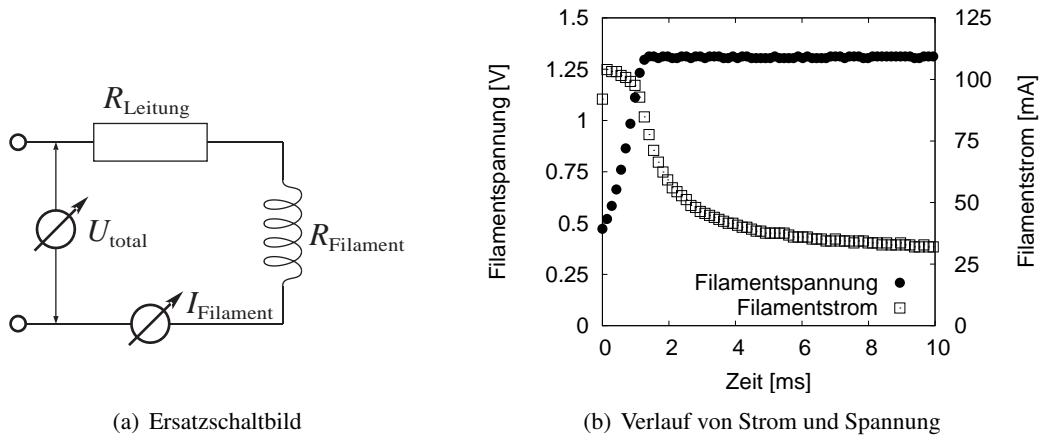 R_Leitung
U_total
R_Filament
I_Filament
(a) Ersatzschaltbild
Filamentspannung [V]
1.5
1.25
1
0.75
0.5
0.25
0
125
100
75
50
25
0
Filamentstrom [mA]
Filamentspannung
Filamentstrom
0 2 4 6 8 10
Zeit [ms]
(b) Verlauf von Strom und Spannung